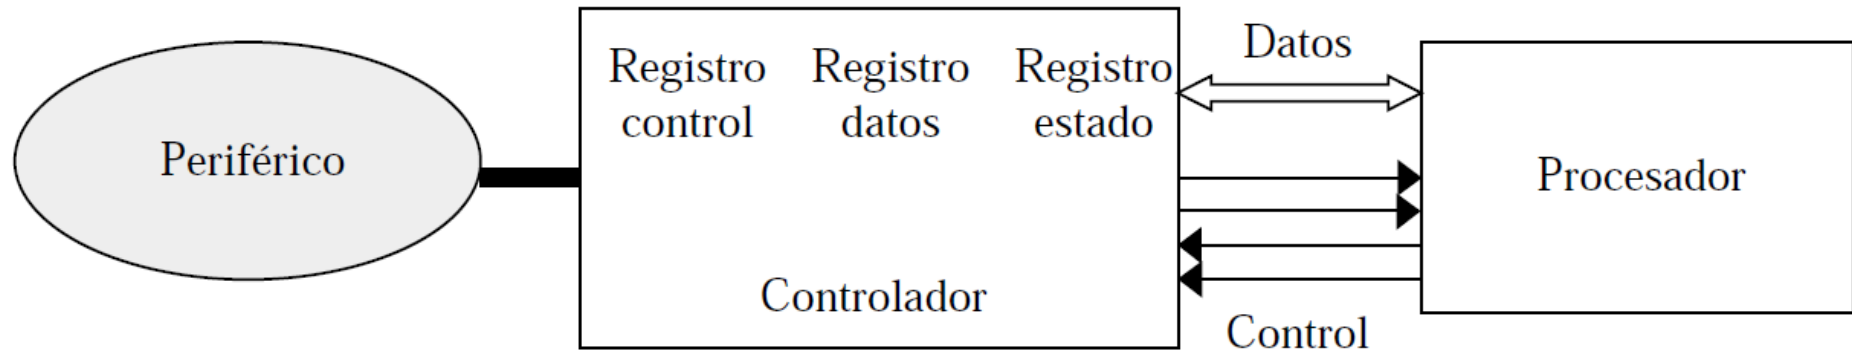 Periférico
Registro control
Registro datos
Registro estado
Controlador
Datos
Control
Procesador